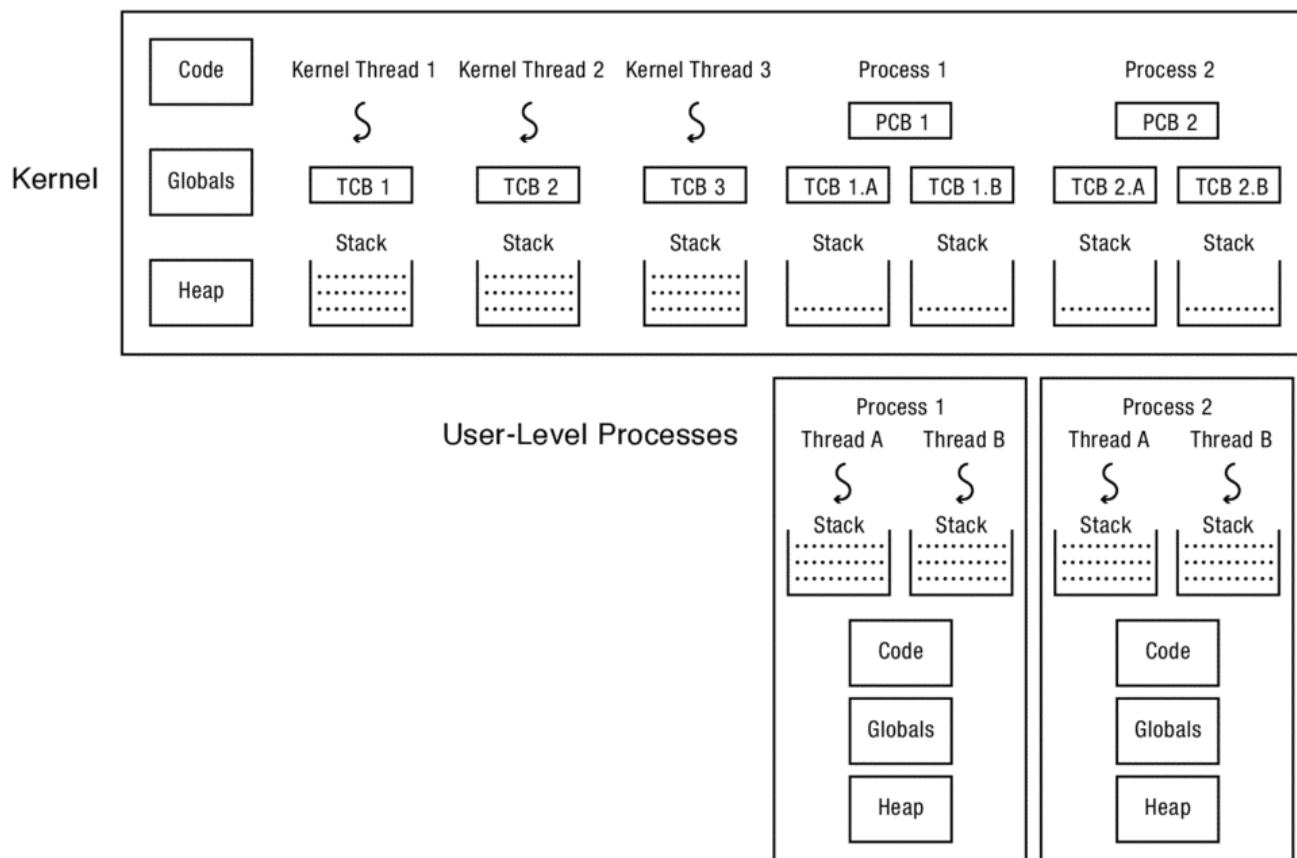 Code
Kernel Thread 1 Kernel Thread 2 Kernel Thread 3 Process 1 Process 2
PCB 1 PCB 2
Kernel
Globals TCB 1 TCB 2 TCB 3 TCB 1.A TCB 1.B TCB 2.A TCB 2.B
Stack Stack Stack Stack Stack Stack Stack
Heap
User-Level Processes
Process 1 Process 2
Thread A Thread B Thread A Thread B
Stack Stack Stack Stack
Code Code
Globals Globals
Heap Heap